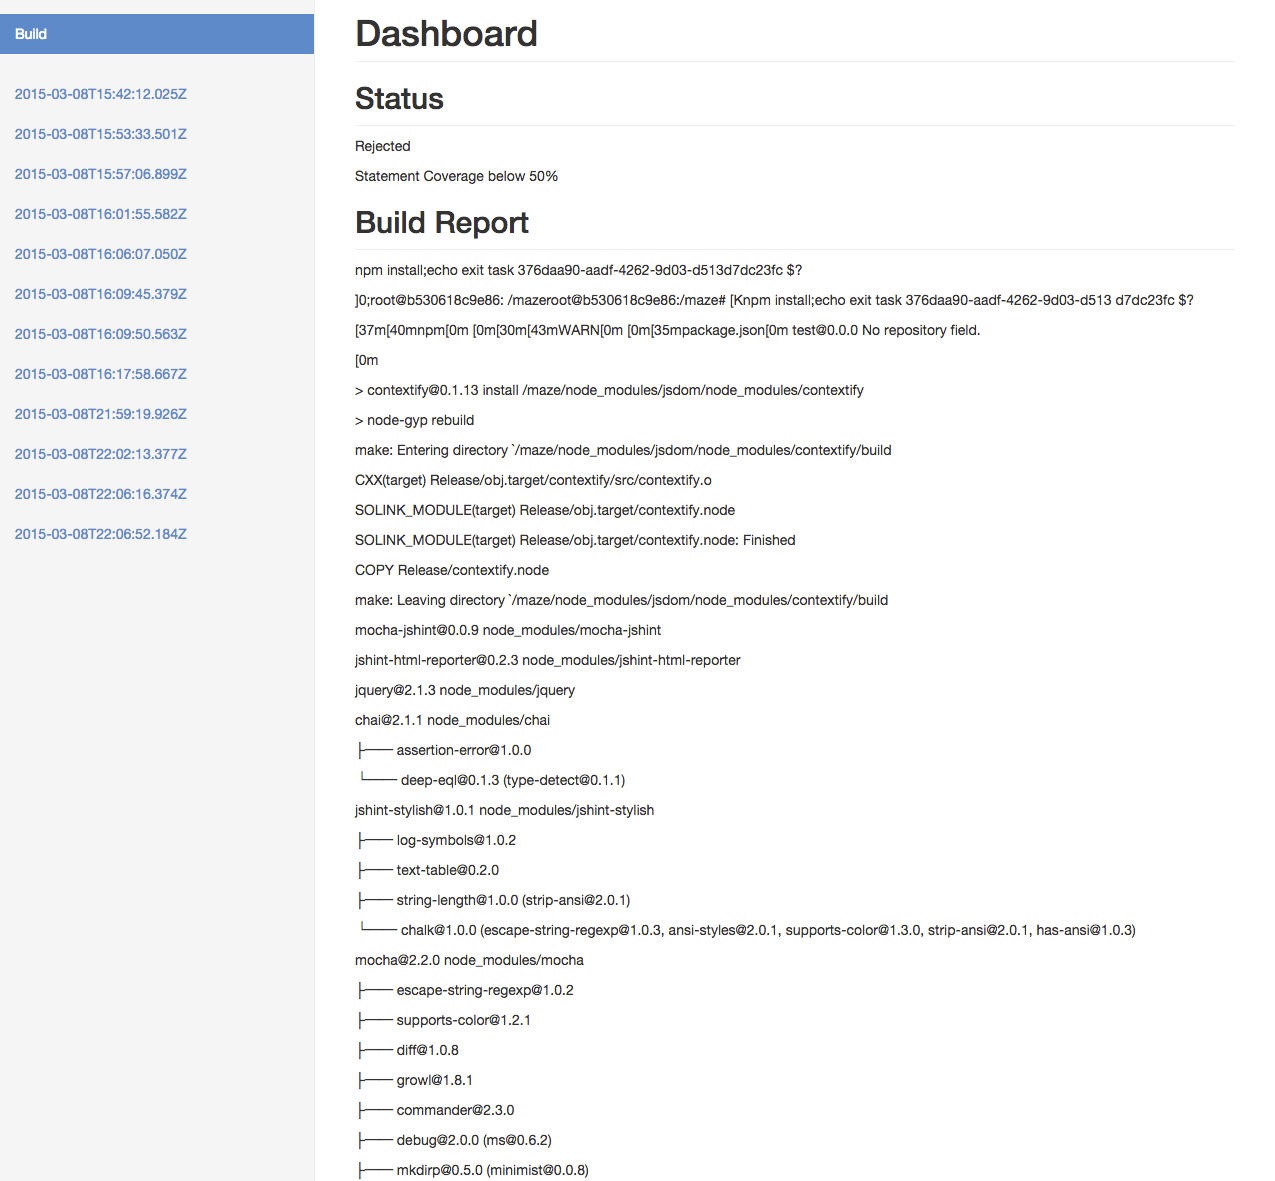 Build
2015-03-08T15:42:12.025Z
2015-03-08T15:53:33.501Z
2015-03-08T15:57:06.899Z
2015-03-08T16:01:55.582Z
2015-03-08T16:06:07.050Z
2015-03-08T16:09:45.379Z
2015-03-08T16:09:50.563Z
2015-03-08T16:17:58.667Z
2015-03-08T21:59:19.926Z
2015-03-08T22:02:13.377Z
2015-03-08T22:06:16.374Z
2015-03-08T22:06:52.184Z
Dashboard
Status
Rejected
Statement Coverage below 50%
Build Report
npm install;echo exit task 376daa90-aadf-4262-9d03-d513d7dc23fc $?
]0;root@b530618c9e86: /mazeroot@b530618c9e86:/maze# [Knpm install;echo exit task 376daa90-aadf-4262-9d03-d513 d7dc23fc $?
[37m[40mnpm[0m [0m[30m[43mWARN[0m [0m[35mpackage.json[0m test@0.0.0 No repository field.
[0m
> contextify@0.1.13 install /maze/node_modules/jsdom/node_modules/contextify
> node-gyp rebuild
make: Entering directory `/maze/node_modules/jsdom/node_modules/contextify/build
CXX(target) Release/obj.target/contextify/src/contextify.o
SOLINK_MODULE(target) Release/obj.target/contextify.node
SOLINK_MODULE(target) Release/obj.target/contextify.node: Finished
COPY Release/contextify.node
make: Leaving directory `/maze/node_modules/jsdom/node_modules/contextify/build
mocha-jshint@0.0.9 node_modules/mocha-jshint
jshint-html-reporter@0.2.3 node_modules/jshint-html-reporter
jquery@2.1.3 node_modules/jquery
chai@2.1.1 node_modules/chai
├── assertion-error@1.0.0
└── deep-eql@0.1.3 (type-detect@0.1.1)
jshint-stylish@1.0.1 node_modules/jshint-stylish
├── log-symbols@1.0.2
├── text-table@0.2.0
├── string-length@1.0.0 (strip-ansi@2.0.1)
└── chalk@1.0.0 (escape-string-regexp@1.0.3, ansi-styles@2.0.1, supports-color@1.3.0, strip-ansi@2.0.1, has-ansi@1.0.3)
mocha@2.2.0 node_modules/mocha
├── escape-string-regexp@1.0.2
├── supports-color@1.2.1
├── diff@1.0.8
├── growl@1.8.1
├── commander@2.3.0
├── debug@2.0.0 (ms@0.6.2)
├── mkdirp@0.5.0 (minimist@0.0.8)